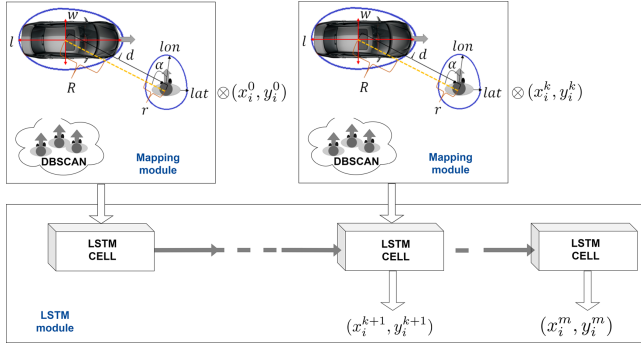 w
l
lon
d
α
R
r
lat
⊗(x_i^0, y_i^0)
DBSCAN
Mapping
module
w
l
lon
d
α
R
r
lat
⊗(x_i^k, y_i^k)
DBSCAN
Mapping
module
LSTM
CELL
LSTM
CELL
LSTM
CELL
LSTM
module
(x_i^{k+1}, y_i^{k+1})
(x_i^m, y_i^m)